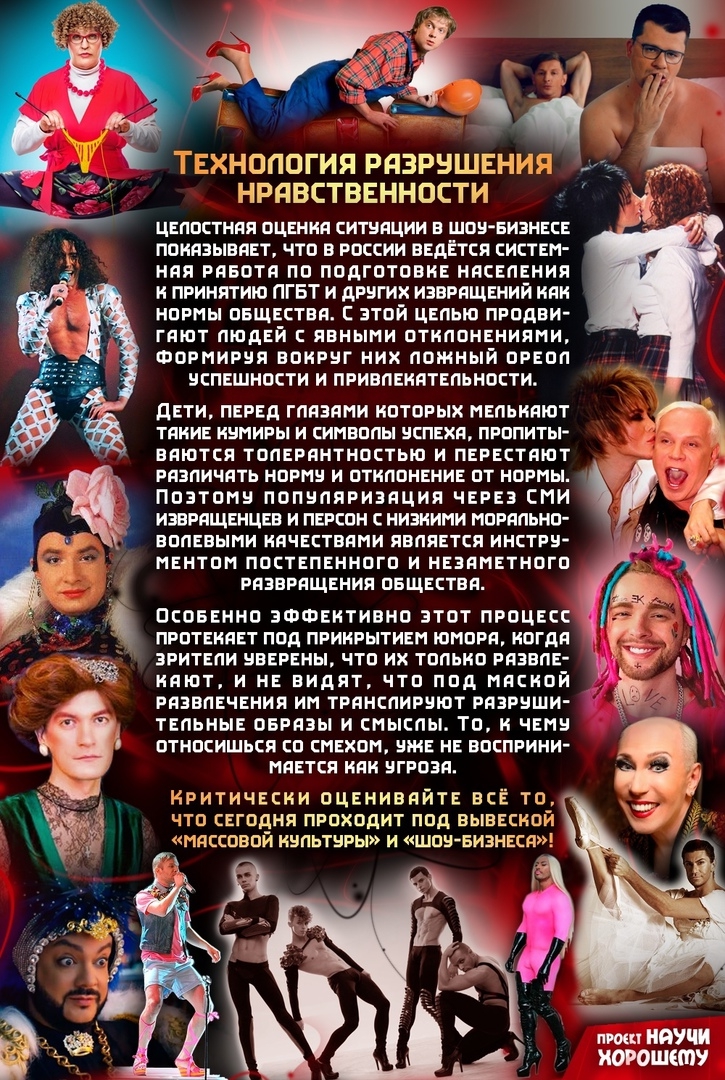 Технология разрушения
нравственности
целостная оценка ситуации в шоу-бизнесе
показывает, что в России ведётся систем-
ная работа по подготовке населения
к принятию ЛГБТ и других извращений как
нормы общества. С этой целью продви-
гают людей с явными отклонениями,
формируя вокруг них ложный ореол
успешности и привлекательности.
Дети, перед глазами которых мелькают
такие кумиры и символы успеха, пропиты-
ваются толерантностью и перестают
различать норму и отклонение от нормы.
Поэтому популяризация через СМИ
извращенцев и персон с низкими морально-
волевыми качествами является инстру-
ментом постепенного и незаметного
развращения общества.
Особенно эффективно этот процесс
протекает под прикрытием юмора, когда
зрители уверены, что их только развле-
кают, и не видят, что под маской
развлечения им транслируют разруши-
тельные образы и смыслы. То, к чему
относишься со смехом, уже не восприни-
мается как угроза.
Критически оценивайте всё то,
что сегодня проходит под вывеской
«массовой культуры» и «шоу-бизнеса»!
проект НАУЧИ
ХОРОШЕМУ